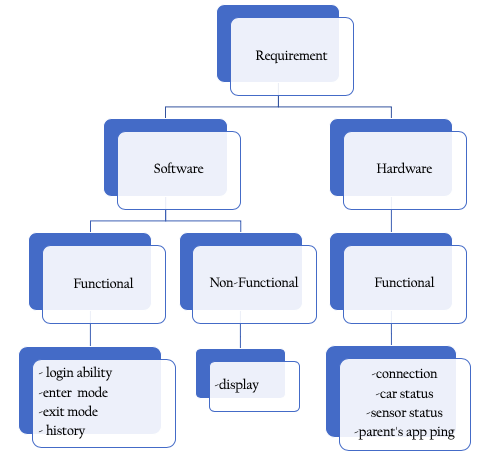 Requirement
Software
Hardware
Functional
Non-Functional
Functional
- login ability
-enter mode
-exit mode
- history
-display
-connection
-car status
-sensor status
-parent's app ping